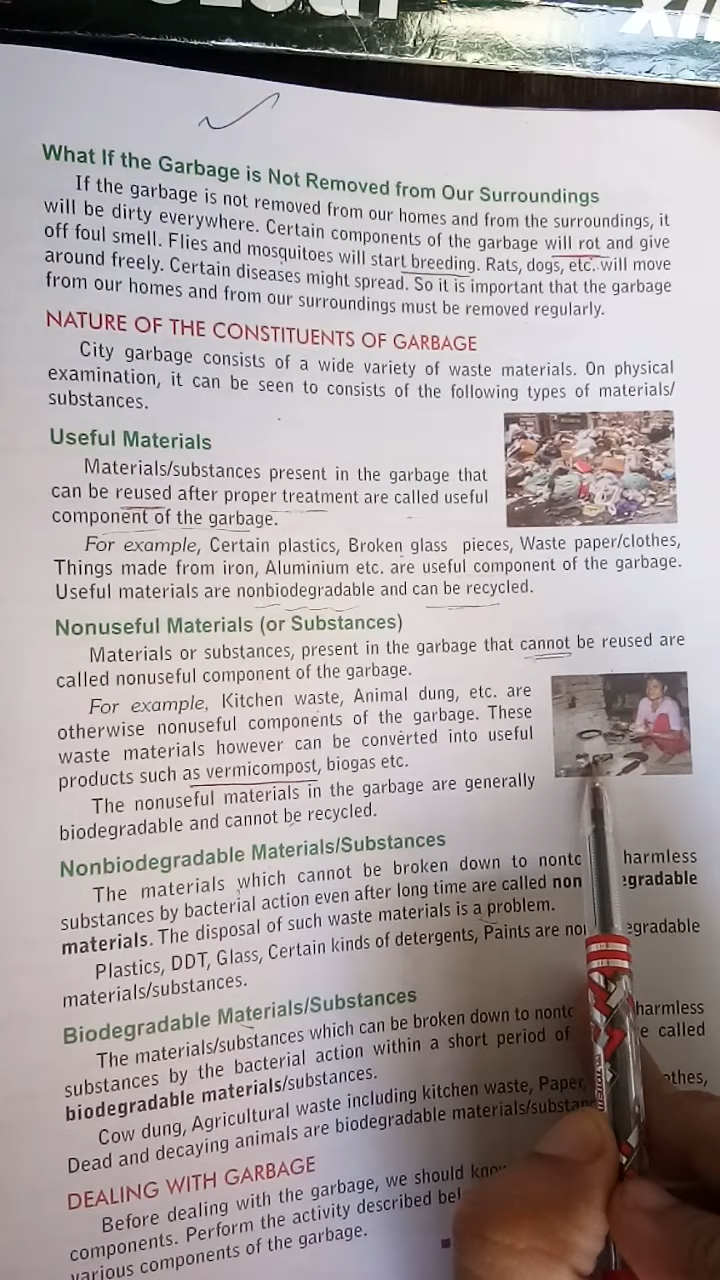 What If the Garbage is Not Removed from Our Surroundings
If the garbage is not removed from our homes and from the surroundings, it
will be dirty everywhere. Certain components of the garbage will rot and give
off foul smell. Flies and mosquitoes will start breeding. Rats, dogs, etc. will move
around freely. Certain diseases might spread. So it is important that the garbage
from our homes and from our surroundings must be removed regularly.
NATURE OF THE CONSTITUENTS OF GARBAGE
City garbage consists of a wide variety of waste materials. On physical
examination, it can be seen to consists of the following types of materials/
substances.
Useful Materials
Materials/substances present in the garbage that
can be reused after proper treatment are called useful
component of the garbage.
For example, Certain plastics, Broken glass pieces, Waste paper/clothes,
Things made from iron, Aluminium etc. are useful component of the garbage.
Useful materials are nonbiodegradable and can be recycled.
Nonuseful Materials (or Substances)
Materials or substances, present in the garbage that cannot be reused are
called nonuseful component of the garbage.
For example, Kitchen waste, Animal dung, etc. are
otherwise nonuseful components of the garbage. These
waste materials however can be converted into useful
products such as vermicompost, biogas etc.
The nonuseful materials in the garbage are generally
biodegradable and cannot be recycled.
Nonbiodegradable Materials/Substances
The materials which cannot be broken down to harmless
substances by bacterial action even after long time are called
materials. The disposal of such waste materials is a problem.
Plastics, DDT, Glass, Certain kinds of detergents, Paints are
materials/substances.
Biodegradable Materials/Substances
The materials/substances which can be broken down to harmless
substances by the bacterial action within a short period of called
biodegradable materials/substances.
Cow dung, Agricultural waste including kitchen waste, Paper,
Dead and decaying animals are biodegradable
DEALING WITH GARBAGE
Before dealing with the garbage, we should
components. Perform the activity described
various components of the garbage.